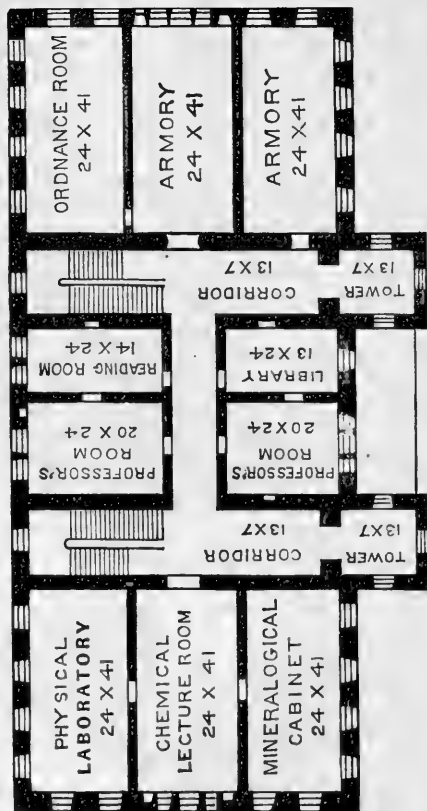 ORDNANCE ROOM
24 X 41
ARMORY
24 X 41
ARMORY
24 X 41
CORRIDOR
13 X 7
TOWER
13 X 7
READING ROOM
14 X 24
LIBRARY
13 X 24
PROFESSOR'S
ROOM
20 X 24
PROFESSOR'S
ROOM
20 X 24
CORRIDOR
13 X 7
TOWER
13 X 7
PHYSICAL
LABORATORY
24 X 41
CHEMICAL
LECTURE ROOM
24 X 41
MINERALOGICAL
CABINET
24 X 41